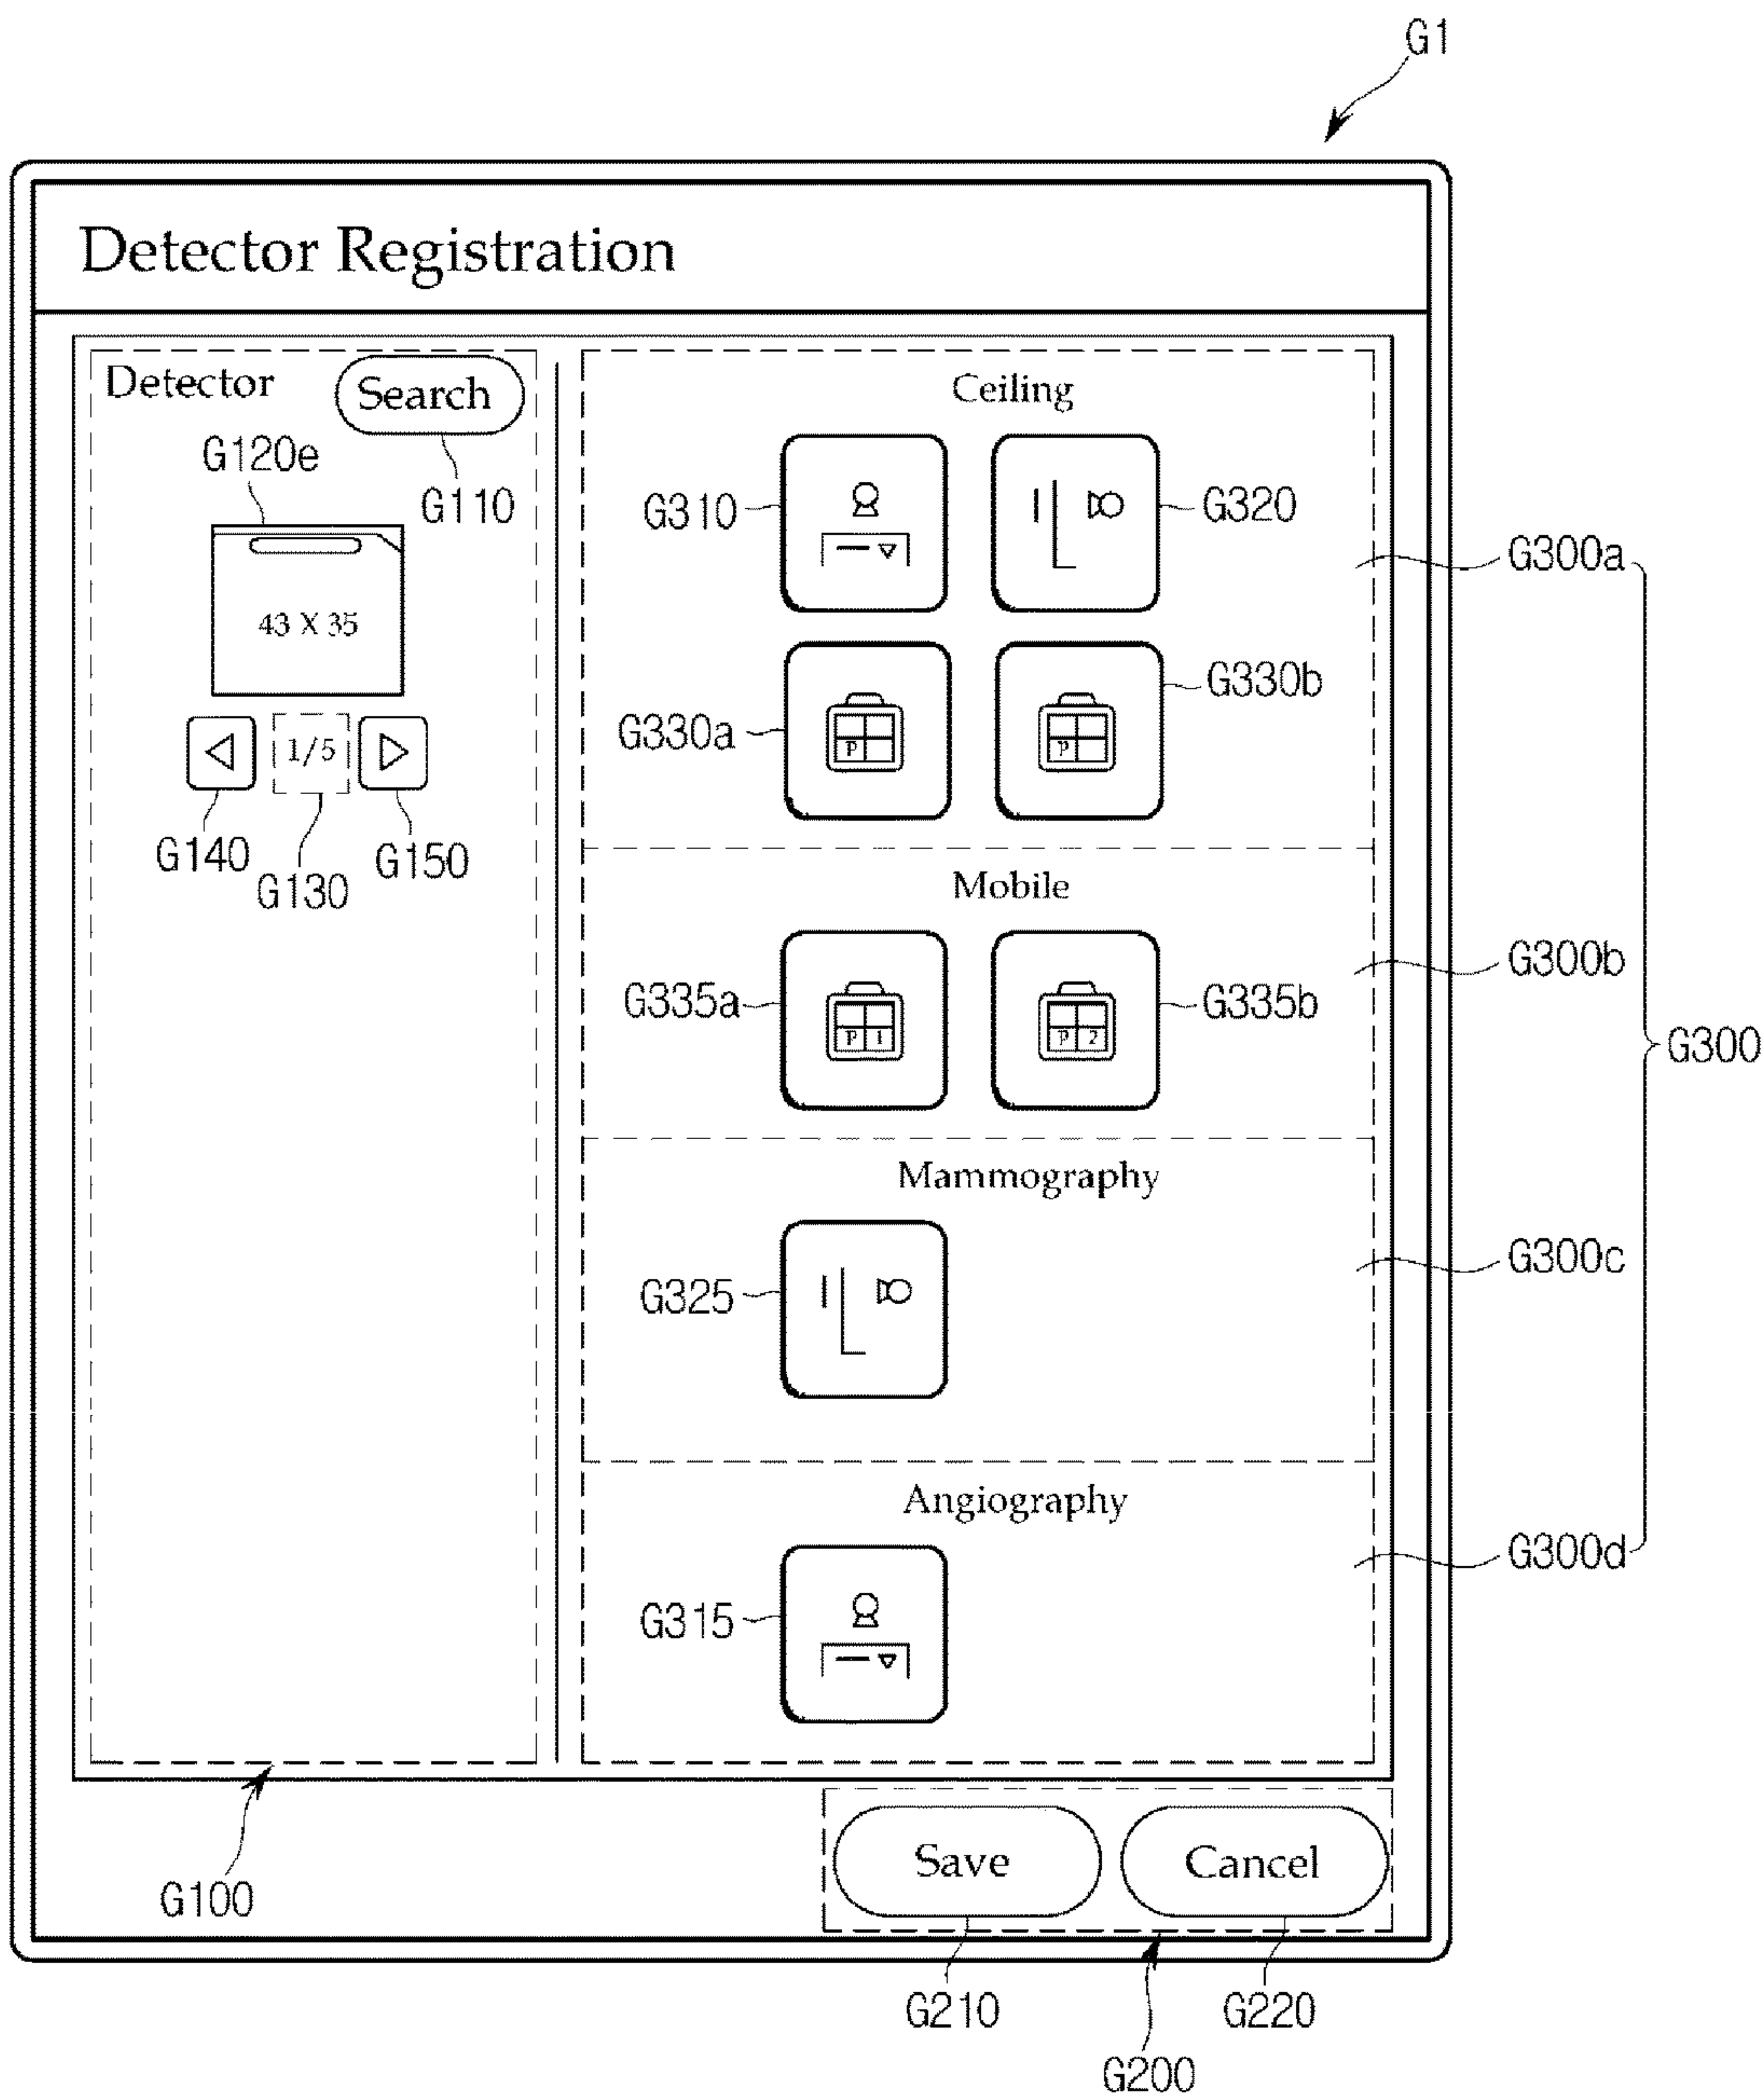 G1
Detector Registration
Detector
Search
G120e
G110
43 X 35
1/5
G140
G130
G150
Ceiling
G310
G320
G300a
G330a
P
P
G330b
Mobile
G300b
G335a
P 1
P 2
G335b
G300
Mammography
G300c
G325
Angiography
G300d
G315
G100
Save
Cancel
G210
G220
G200